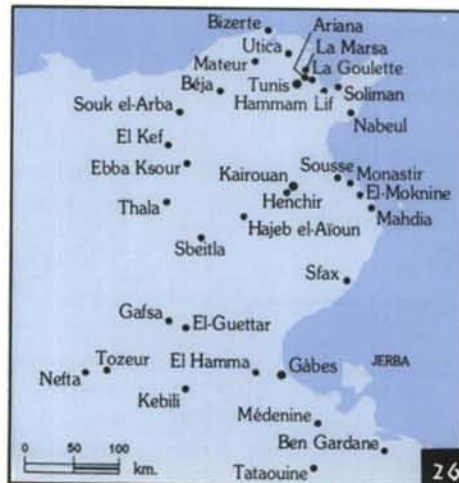 Bizerte
Ariana
Utica
La Marsa
Mateur
La Goulette
Béja
Tunis
Soliman
Hammam Lif
Souk el-Arba
Nabeul
El Kef
Ebba Ksour
Sousse
Kairouan
Monastir
El-Moknine
Henchir
Thala
Mahdia
Hajeb el-Aïoun
Sbeitla
Sfax
Gafsa
El-Guettar
Tozeur
El Hamma
Gâbes
JERBA
Nefta
Kebili
Médenine
Ben Gardane
0 50 100
km.
Tataouine
26